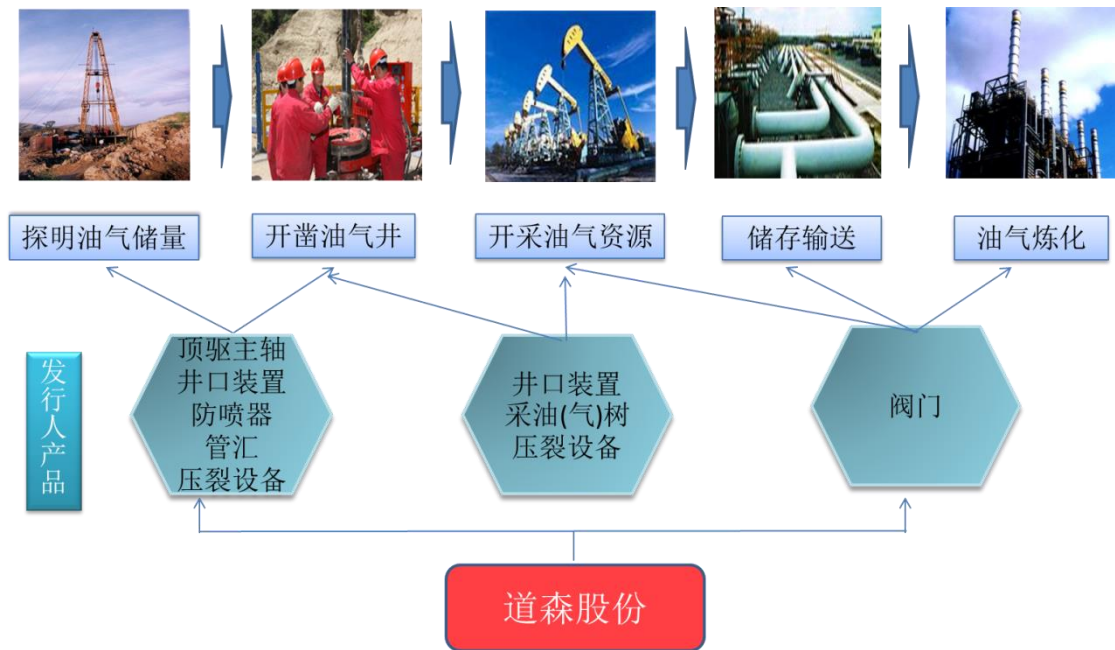 探明油气储量
开凿油气井
开采油气资源
储存输送
油气炼化
发行人产品
顶驱主轴
井口装置
防喷器
管汇
压裂设备
井口装置
采油(气)树
压裂设备
阀门
道森股份